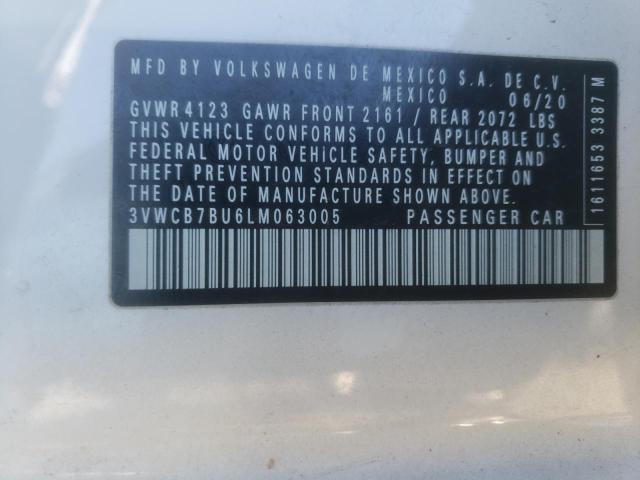 MFD BY VOLKSWAGEN DE MEXICO S.A. DE C.V.
MEXICO 06/20
GVWR 4123 GAWR FRONT 2161 / REAR 2072 LBS
THIS VEHICLE CONFORMS TO ALL APPLICABLE U.S.
FEDERAL MOTOR VEHICLE SAFETY, BUMPER AND
THEFT PREVENTION STANDARDS IN EFFECT ON
THE DATE OF MANUFACTURE SHOWN ABOVE.
3VWCB7BU6LM063005 PASSENGER CAR
1611653 3387 M